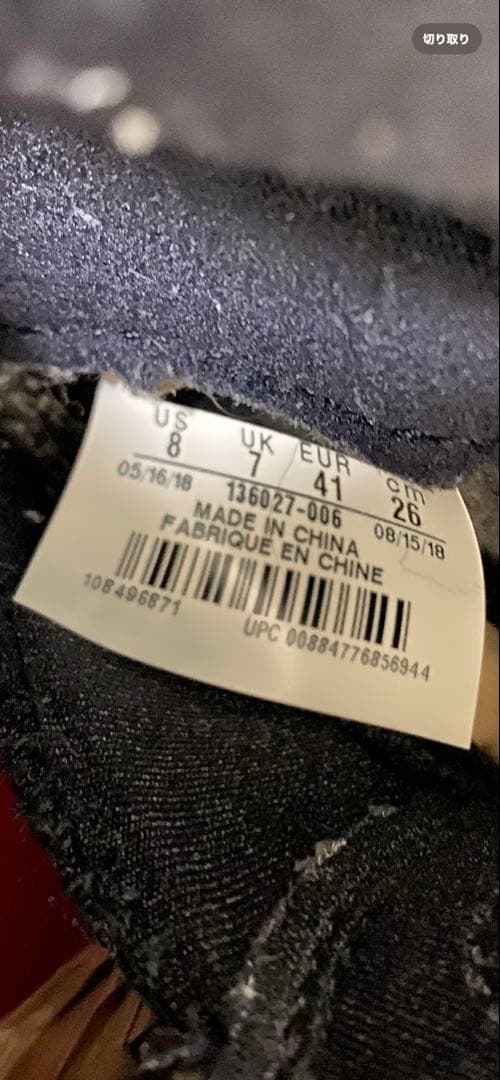 切り取り
US UK EUR cm
8 7 41 26
05/16/18 136027-006 08/15/18
MADE IN CHINA
FABRIQUE EN CHINE
108496871
UPC 00884776856944